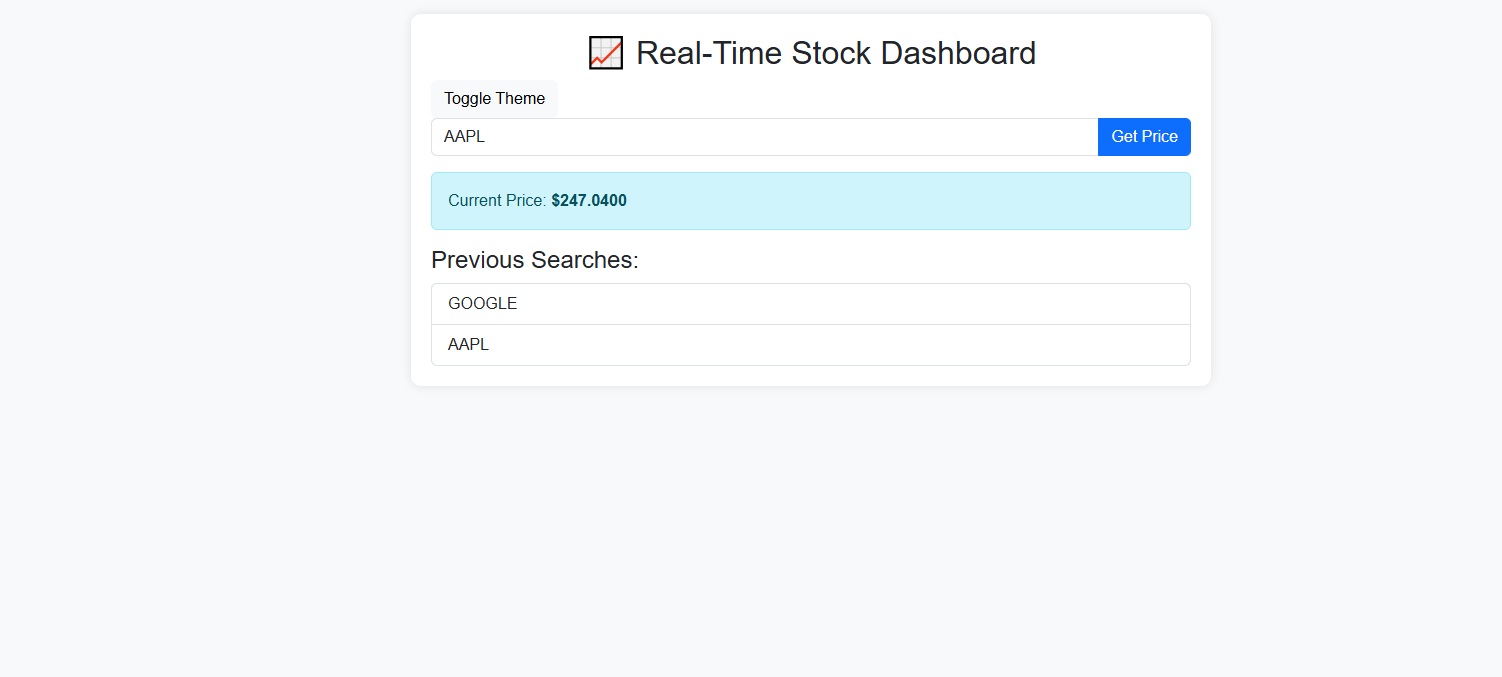 Real-Time Stock Dashboard
Toggle Theme
AAPL Get Price
Current Price: $247.0400
Previous Searches:
GOOGLE
AAPL